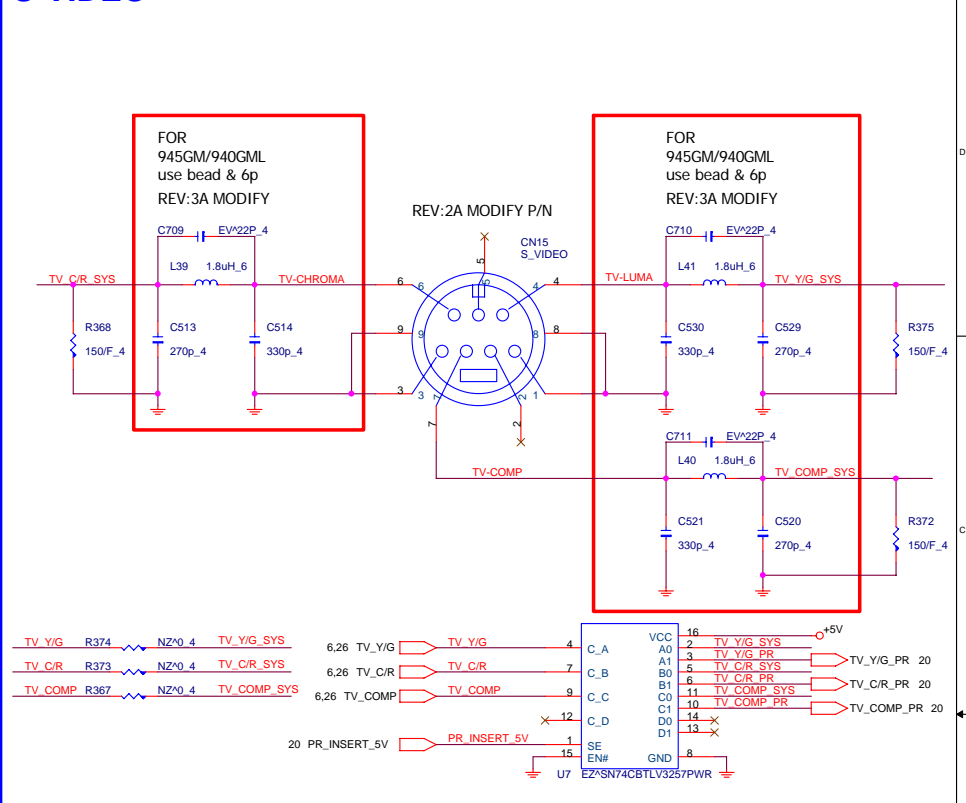 FOR
945GM/940GML
use bead & 6p
REV:3A MODIFY
C709 EV^22P_4
L39 1.8uH_6
TV_C/R_SYS
TV-CHROMA
R368
150/F_4
C513
270p_4
C514
330p_4
REV:2A MODIFY P/N
CN15
S_VIDEO
5
5
6
6
4
4
9
9
8
8
3
3
1
1
7
7
2
2
FOR
945GM/940GML
use bead & 6p
REV:3A MODIFY
C710 EV^22P_4
L41 1.8uH_6
TV-LUMA
TV_Y/G_SYS
C530
330p_4
C529
270p_4
R375
150/F_4
C711 EV^22P_4
L40 1.8uH_6
TV-COMP
TV_COMP_SYS
C521
330p_4
C520
270p_4
R372
150/F_4
D
C
TV_Y/G R374 NZ^0_4 TV_Y/G_SYS
TV_C/R R373 NZ^0_4 TV_C/R_SYS
TV_COMP R367 NZ^0_4 TV_COMP_SYS
6,26 TV_Y/G TV_Y/G 4 C_A
6,26 TV_C/R TV_C/R 7 C_B
6,26 TV_COMP TV_COMP 9 C_C
12 C_D
20 PR_INSERT_5V PR_INSERT_5V 1 SE
15 EN#
VCC 16 +5V
A0 2 TV_Y/G_SYS
A1 3 TV_Y/G_PR TV_Y/G_PR 20
B0 5 TV_C/R_SYS
B1 6 TV_C/R_PR TV_C/R_PR 20
C0 11 TV_COMP_SYS
C1 10 TV_COMP_PR TV_COMP_PR 20
D0 14
D1 13
GND 8
U7 EZ^SN74CBTLV3257PWR